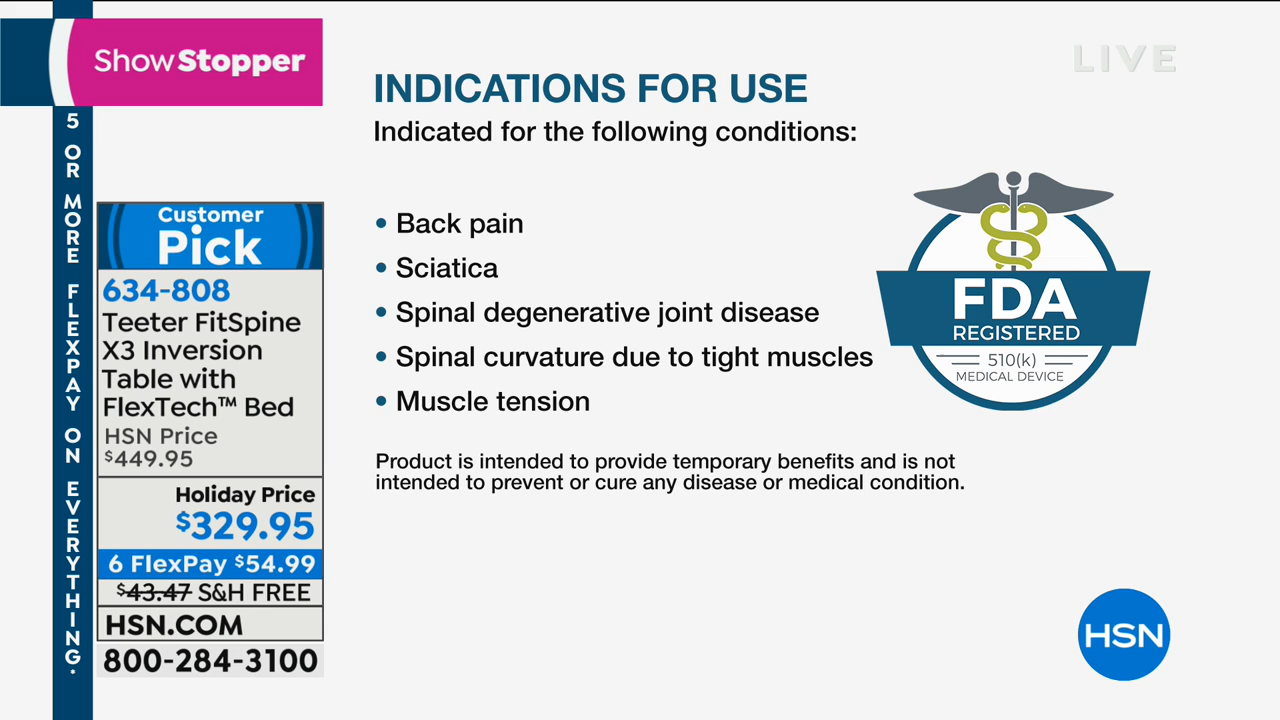 ShowStopper
LIVE
5 OR MORE FLEXPAY ON EVERYTHING.*
INDICATIONS FOR USE
Indicated for the following conditions:
• Back pain
• Sciatica
• Spinal degenerative joint disease
• Spinal curvature due to tight muscles
• Muscle tension
Product is intended to provide temporary benefits and is not
intended to prevent or cure any disease or medical condition.
FDA
REGISTERED
510(k)
MEDICAL DEVICE
Customer
Pick
634-808
Teeter FitSpine
X3 Inversion
Table with
FlexTech™ Bed
HSN Price
$449.95
Holiday Price
$329.95
6 FlexPay $54.99
$43.47 S&H FREE
HSN.COM
800-284-3100
HSN